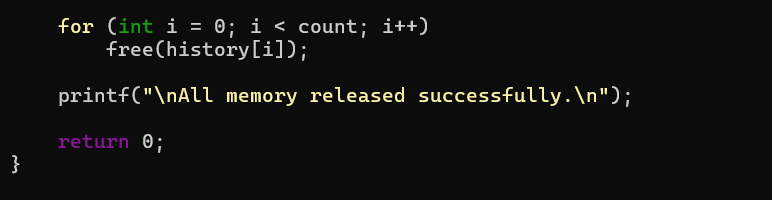 for (int i = 0; i < count; i++)
free(history[i]);
printf("\nAll memory released successfully.\n");
return 0;
}